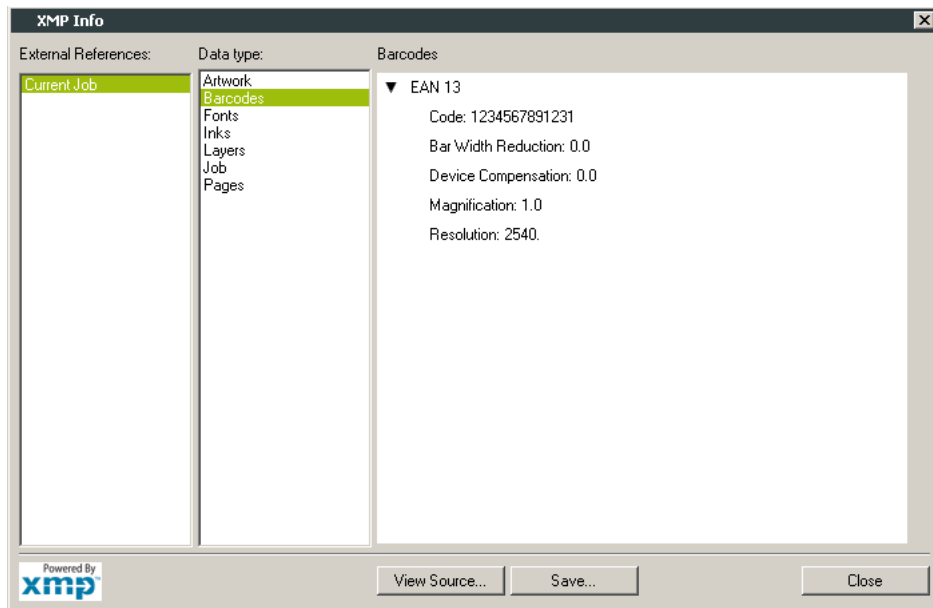 XMP Info
External References:
Data type:
Barcodes
Current Job
Artwork
Barcodes
Fonts
Inks
Layers
Job
Pages
▼ EAN 13
Code: 1234567891231
Bar Width Reduction: 0.0
Device Compensation: 0.0
Magnification: 1.0
Resolution: 2540.
Powered By
xmp™
View Source...
Save...
Close